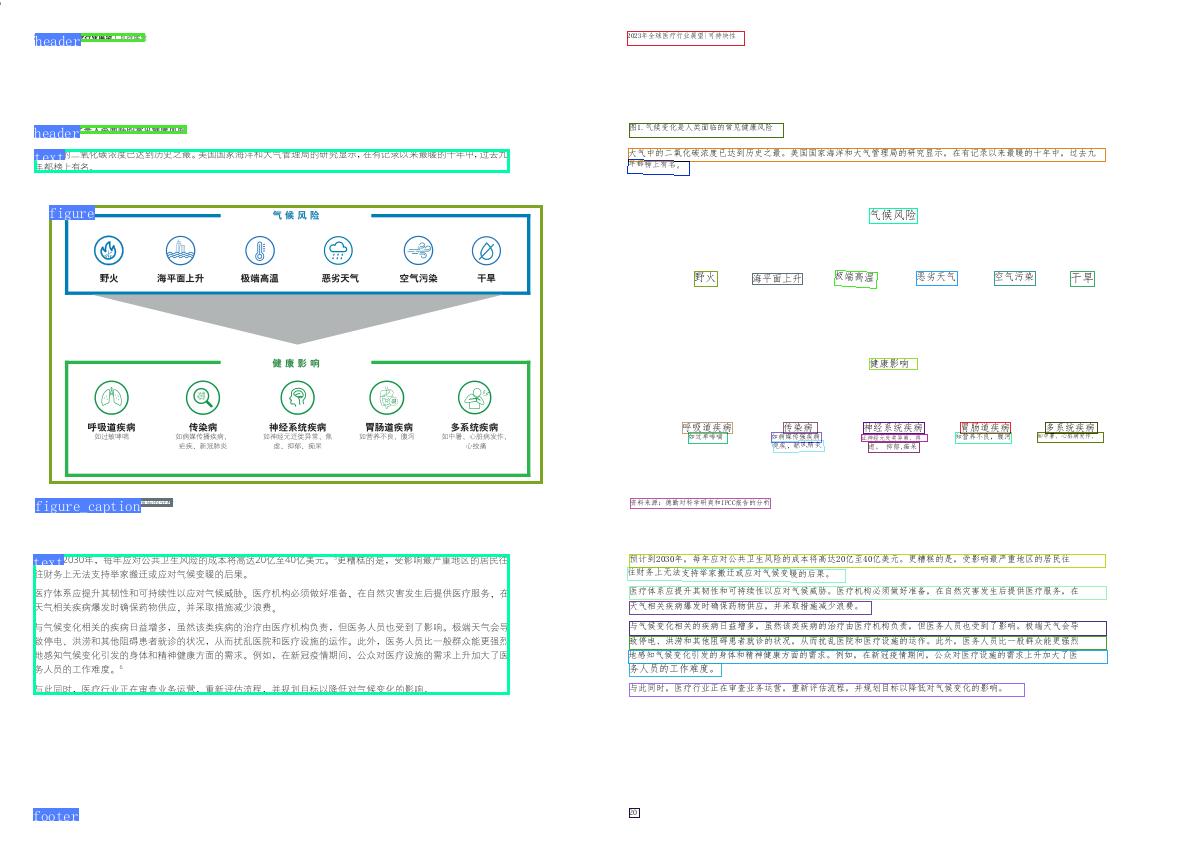 header
header
text 的二氧化碳浓度已达到历史之最。美国国家海洋和大气管理局的研究显示，在有记录以来最暖的十年中，过去九
年都榜上有名。
figure
气候风险
野火 海平面上升 极端高温 恶劣天气 空气污染 干旱
健康影响
呼吸道疾病 传染病 神经系统疾病 胃肠道疾病 多系统疾病
如过敏哮喘 如病媒传播疾病， 如神经元近类异常、焦 如营养不良，腹泻 如中暑、心脏病发作，
疟疾、新冠肺炎 虑、抑郁、痴呆 心绞痛
figure_caption
text 2030年，每年应对公共卫生风险的成本将高达20亿至40亿美元。更糟糕的是，受影响最严重地区的居民往
往财务上无法支持举家搬迁或应对气候变暖的后果。
医疗体系应提升其韧性和可持续性以应对气候威胁。医疗机构必须做好准备，在自然灾害发生后提供医疗服务，在
天气相关疾病爆发时确保药物供应，并采取措施减少浪费。
与气候变化相关的疾病日益增多，虽然该类疾病的治疗由医疗机构负责，但医务人员也受到了影响。极端天气会导
致停电、洪涝和其他阻碍患者就诊的状况，从而扰乱医院和医疗设施的运作。此外，医务人员比一般群众能更强烈
地感知气候变化引发的身体和精神健康方面的需求。例如，在新冠疫情期间，公众对医疗设施的需求上升加大了医
务人员的工作难度。
与此同时，医疗行业正在审查业务运营，重新评估流程，并规划目标以降低对气候变化的影响。
footer
2023年全球医疗行业展望|可持续性
图1.气候变化是人类面临的常见健康风险
大气中的二氧化碳浓度已达到历史之最。美国国家海洋和大气管理局的研究显示，在有记录以来最暖的十年中，过去九
年都榜上有名。
气候风险
野火 海平面上升 极端高温 恶劣天气 空气污染 干旱
健康影响
呼吸道疾病 传染病 神经系统疾病 胃肠道疾病 多系统疾病
如过敏哮喘 如病媒传播疾病 如营养不良，腹泻 如中暑、心脏病发作，
虑、抑郁,痴呆
资料来源：德勤对科学研究和IPCC报告的分析
预计到2030年，每年应对公共卫生风险的成本将高达20亿至40亿美元。更糟糕的是，受影响最严重地区的居民往
往财务上无法支持举家搬迁或应对气候变暖的后果。
医疗体系应提升其韧性和可持续性以应对气候威胁。医疗机构必须做好准备，在自然灾害发生后提供医疗服务，在
天气相关疾病爆发时确保药物供应，并采取措施减少浪费。
与气候变化相关的疾病日益增多，虽然该类疾病的治疗由医疗机构负责，但医务人员也受到了影响。极端天气会导
致停电、洪涝和其他阻碍患者就诊的状况，从而扰乱医院和医疗设施的运作。此外，医务人员比一般群众能更强烈
地感知气候变化引发的身体和精神健康方面的需求。例如，在新冠疫情期间，公众对医疗设施的需求上升加大了医
务人员的工作难度。
与此同时，医疗行业正在审查业务运营，重新评估流程，并规划目标以降低对气候变化的影响。
20